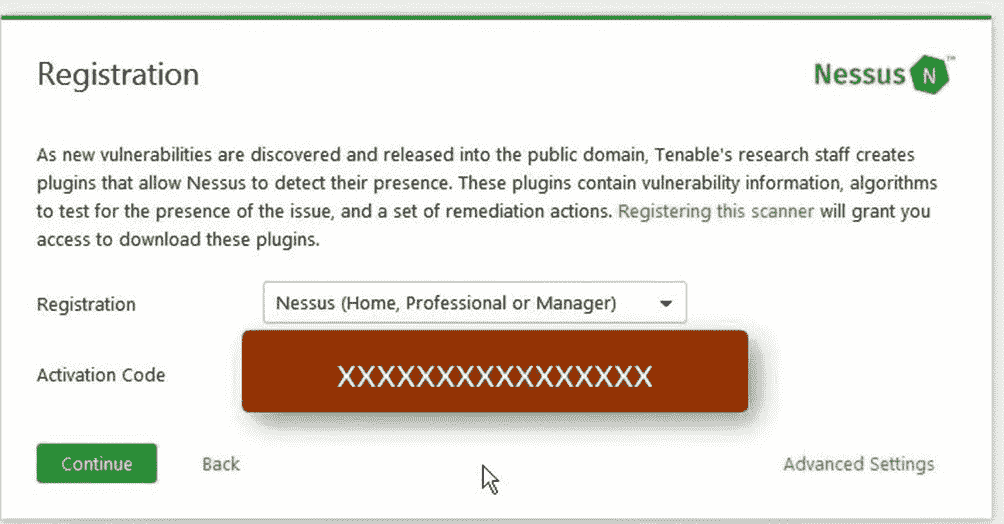 Registration
Nessus N ™
As new vulnerabilities are discovered and released into the public domain, Tenable's research staff creates
plugins that allow Nessus to detect their presence. These plugins contain vulnerability information, algorithms
to test for the presence of the issue, and a set of remediation actions. Registering this scanner will grant you
access to download these plugins.
Registration
Nessus (Home, Professional or Manager)
Activation Code
XXXXXXXXXXXXXXXX
Continue
Back
Advanced Settings